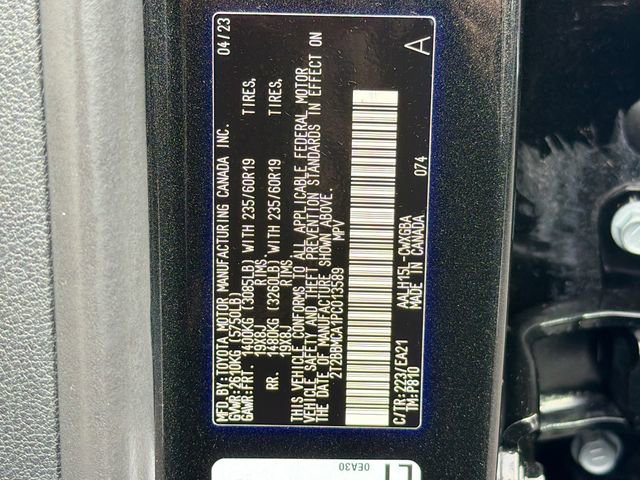 MFD.BY: TOYOTA MOTOR MANUFACTURING CANADA INC. 04/23
GVWR: 2610KG (5750LB)
GAWR: FRT. 1400KG (3085LB) WITH 235/60R19 TIRES,
19X8J RIMS,
RR. 1480KG (3260LB) WITH 235/60R19 TIRES,
19X8J RIMS.
THIS VEHICLE CONFORMS TO ALL APPLICABLE FEDERAL MOTOR
VEHICLE SAFETY AND THEFT PREVENTION STANDARDS IN EFFECT ON
THE DATE OF MANUFACTURE SHOWN ABOVE.
2T2BBMCA1PC013589 MPV
C/TR: 223/EA21 AALH15L-CWXGBA 074 A
TM: P810 MADE IN CANADA
0EA30